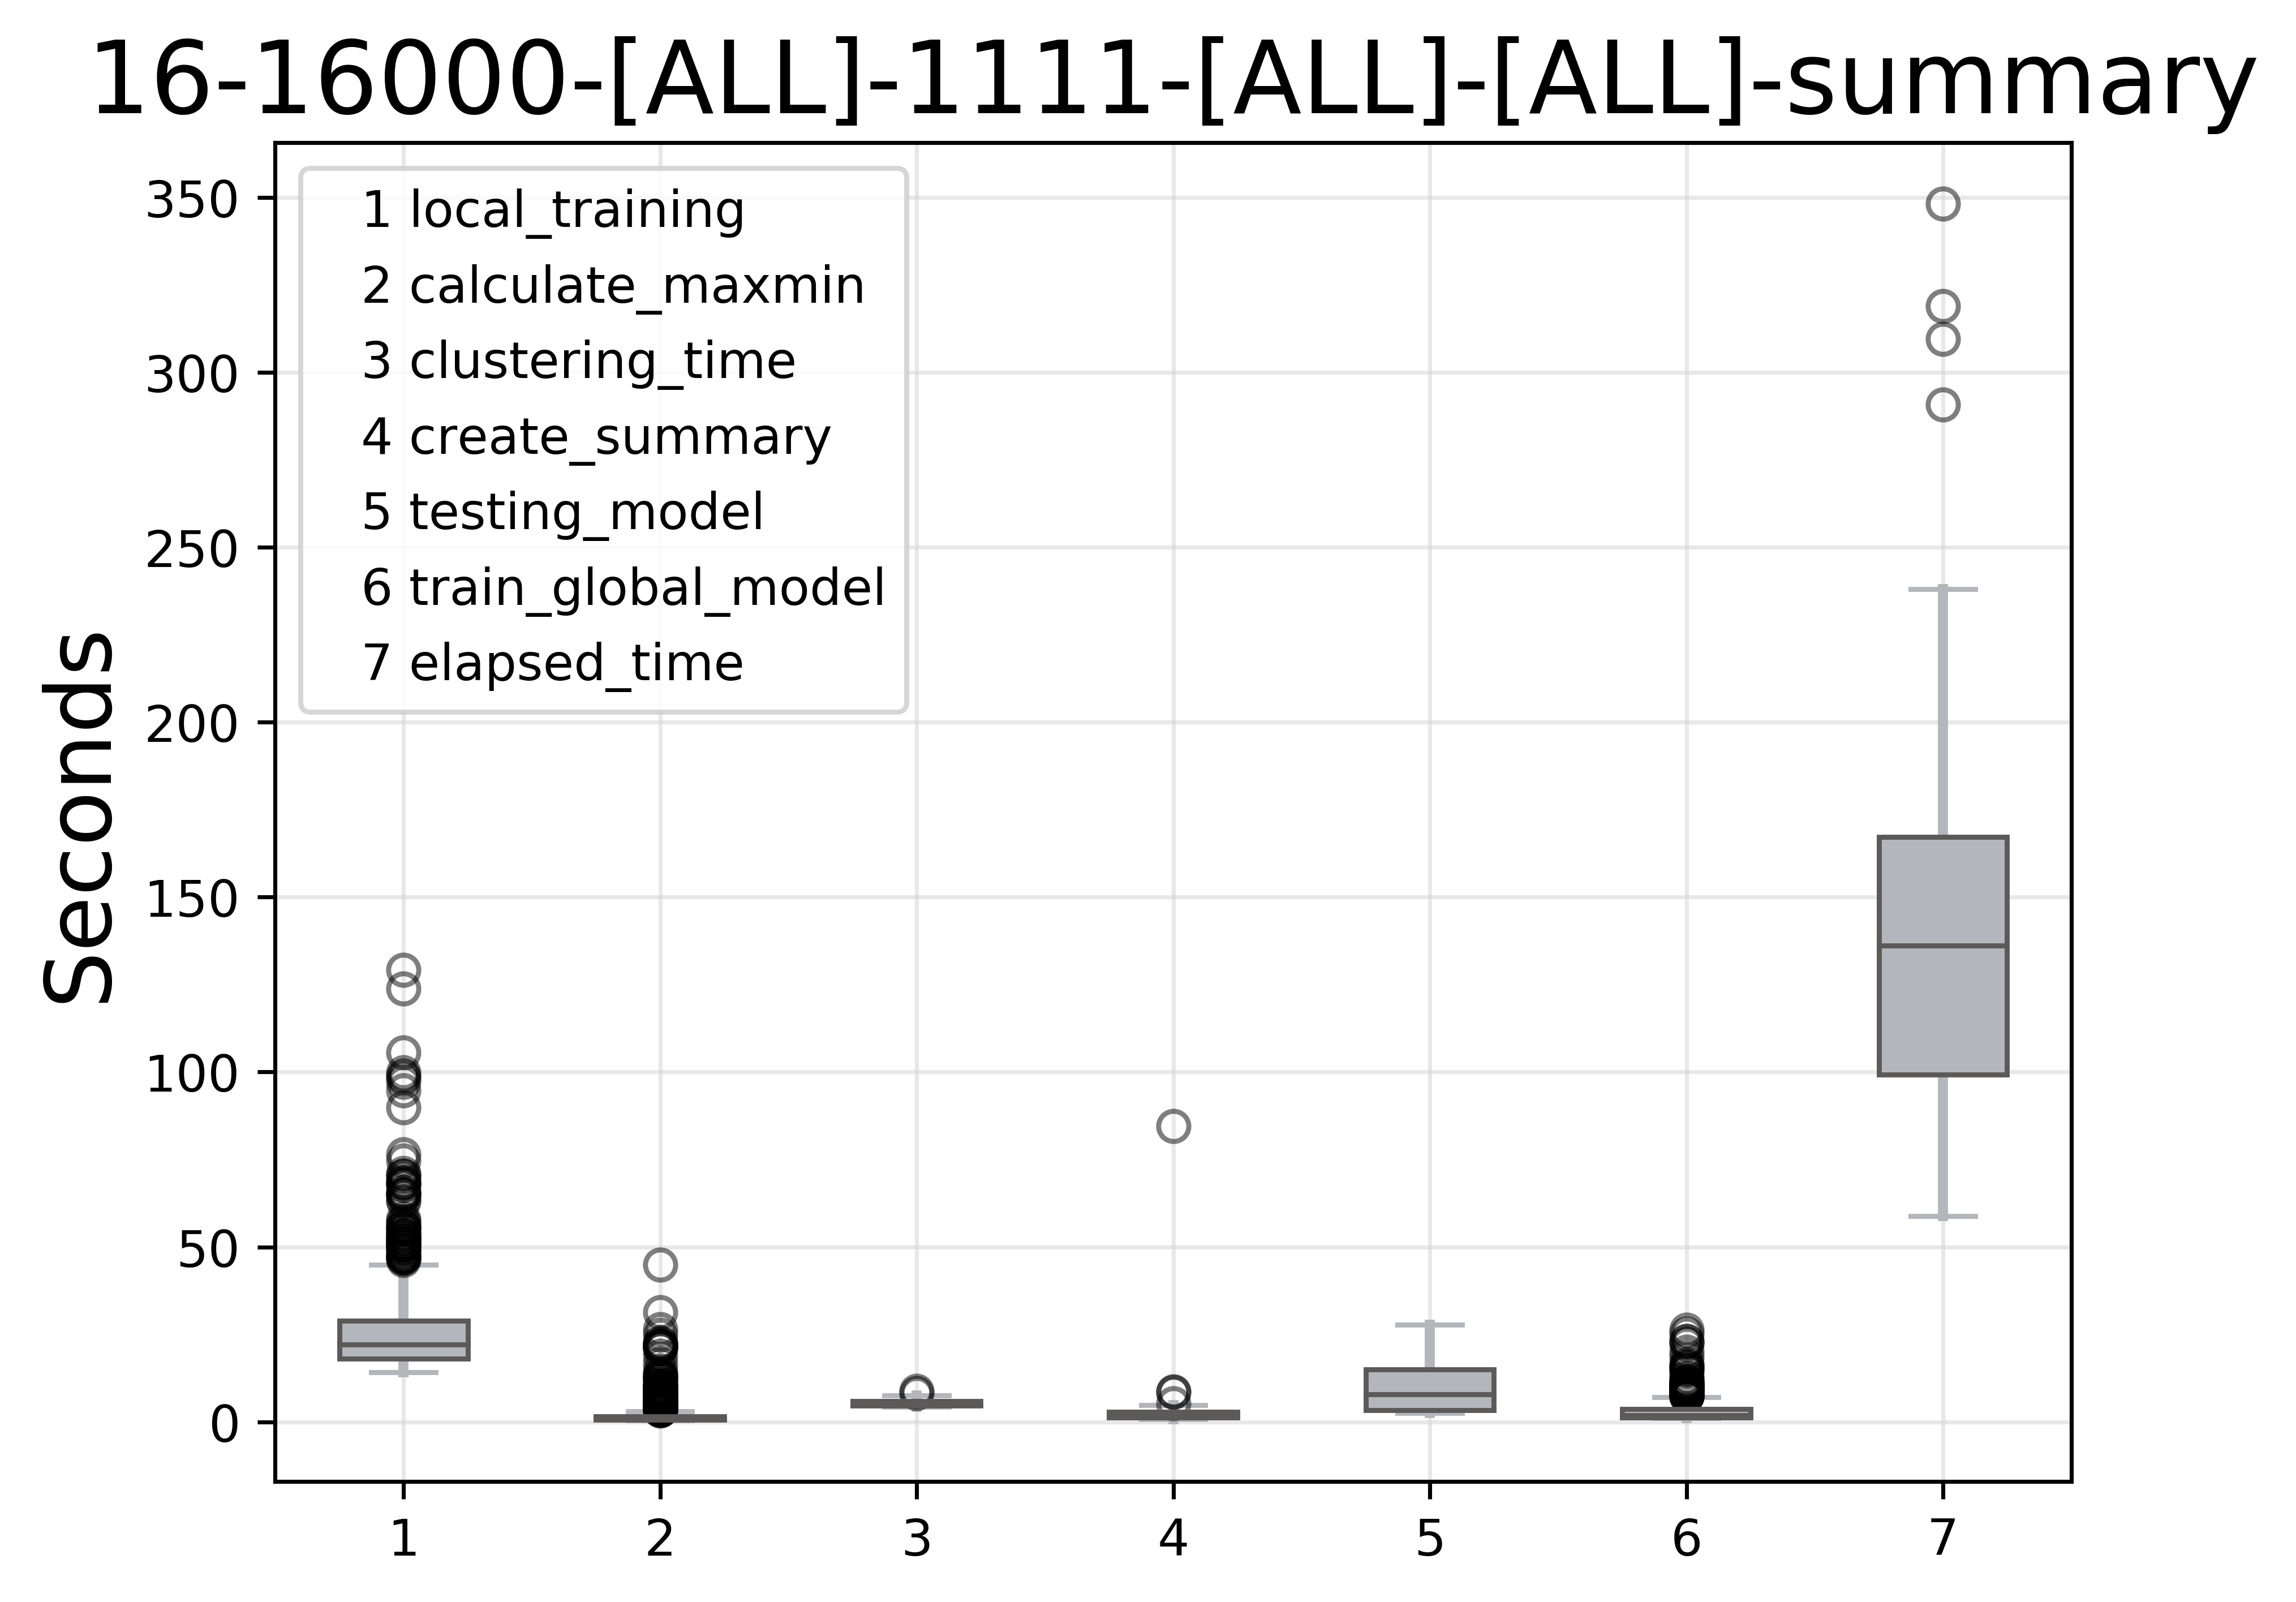 16-16000-[ALL]-1111-[ALL]-[ALL]-summary
Seconds
350
300
250
200
150
100
50
0
1 local_training
2 calculate_maxmin
3 clustering_time
4 create_summary
5 testing_model
6 train_global_model
7 elapsed_time
1 2 3 4 5 6 7